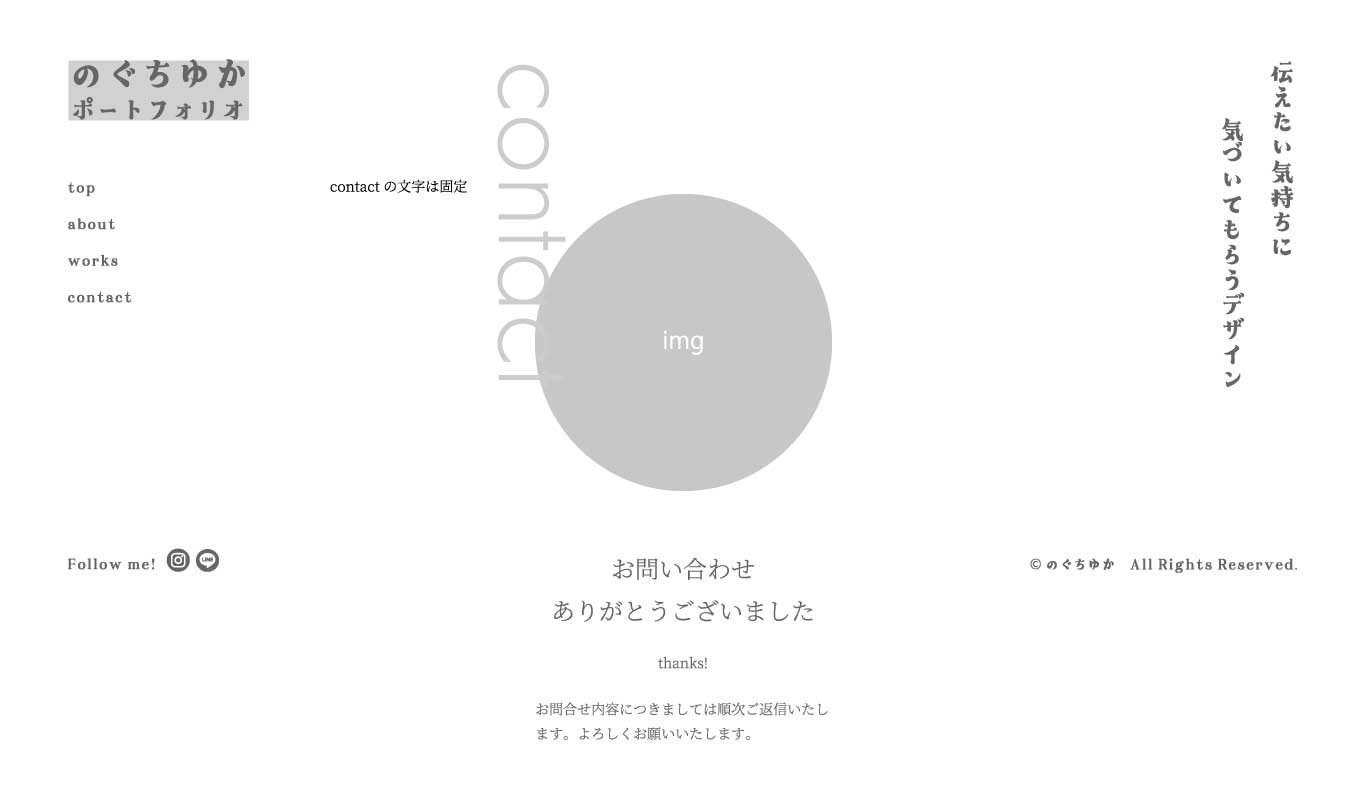 のぐちゆか
ポートフォリオ
top
about
works
contact
contact の文字は固定
contact
img
伝えたい気持ちに
気づいてもらうデザイン
Follow me!
LINE
お問い合わせ
ありがとうございました
thanks!
お問合せ内容につきましては順次ご返信いたし
ます。よろしくお願いいたします。
© のぐちゆか　All Rights Reserved.